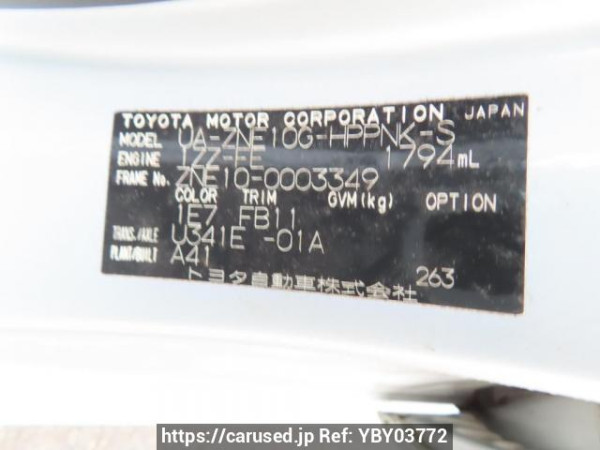 TOYOTA MOTOR CORPORATION JAPAN
MODEL UA-ZNE10G-HPPNK-S
ENGINE 1ZZ-FE 1794mL
FRAME No. ZNE10-0003349
COLOR TRIM GVM(kg) OPTION
1E7 FB11
TRANS./AXLE U341E -01A
PLANT/BUILT A41
トヨタ自動車株式会社 263
https://carused.jp Ref: YBY03772